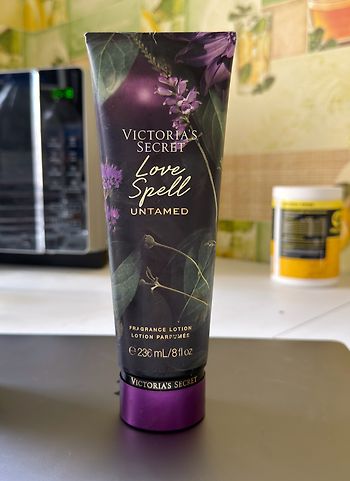 VICTORIA'S
SECRET
Love
Spell
UNTAMED
FRAGRANCE LOTION
LOTION PARFUMÉE
℮ 236 mL/8 fl oz
VICTORIA'S SECRET